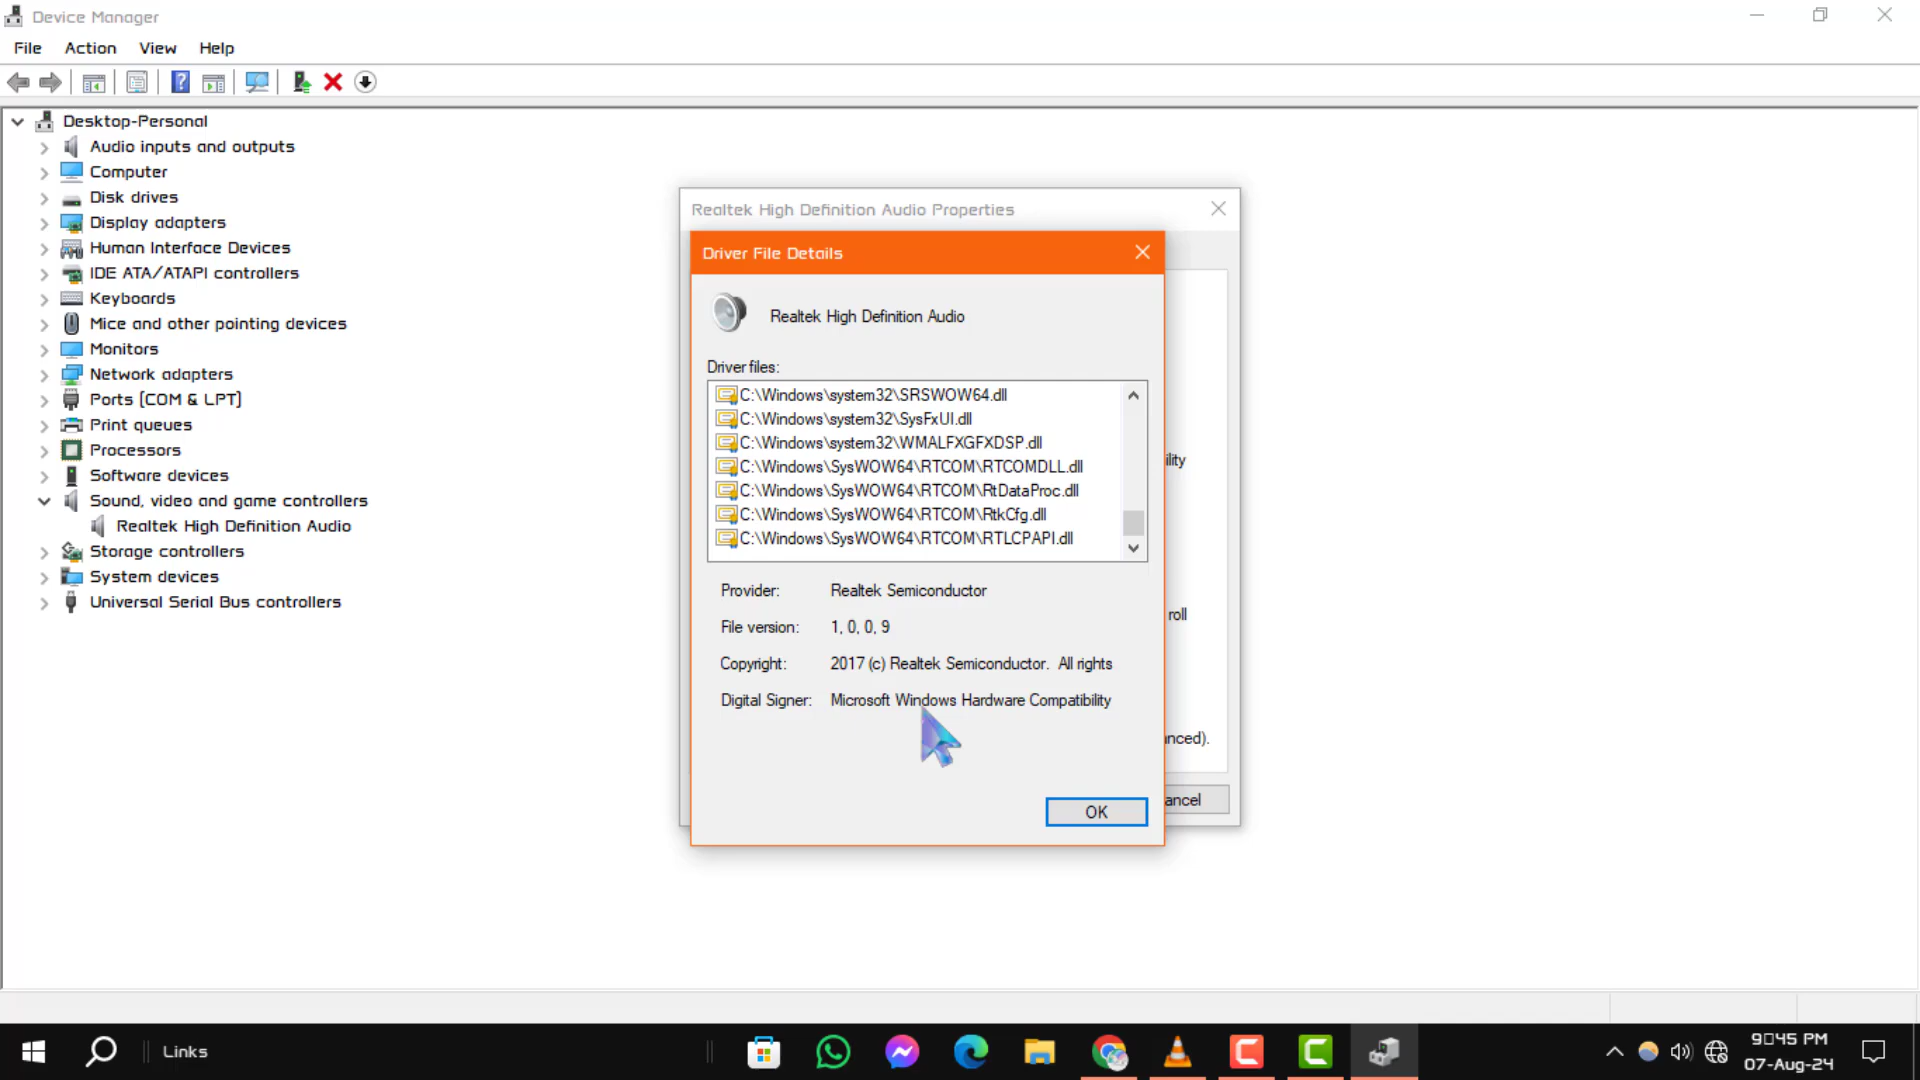 Device Manager
File Action View Help
Desktop-Personal
Audio inputs and outputs
Computer
Disk drives
Display adapters
Human Interface Devices
IDE ATA/ATAPI controllers
Keyboards
Mice and other pointing devices
Monitors
Network adapters
Ports (COM & LPT)
Print queues
Processors
Software devices
Sound, video and game controllers
Realtek High Definition Audio
Storage controllers
System devices
Universal Serial Bus controllers
Realtek High Definition Audio Properties
Driver File Details
Realtek High Definition Audio
Driver files:
C:\Windows\system32\SRSWOW64.dll
C:\Windows\system32\SysFxUI.dll
C:\Windows\system32\WMALFXGFXDSP.dll
C:\Windows\SysWOW64\RTCOM\RTCOMDLL.dll
C:\Windows\SysWOW64\RTCOM\RtDataProc.dll
C:\Windows\SysWOW64\RTCOM\RtkCfg.dll
C:\Windows\SysWOW64\RTCOM\RTLCPAPI.dll
Provider: Realtek Semiconductor
File version: 1, 0, 0, 9
Copyright: 2017 (c) Realtek Semiconductor. All rights
Digital Signer: Microsoft Windows Hardware Compatibility
OK
ility
roll
nced).
ancel
Links
9□45 PM
07-Aug-24